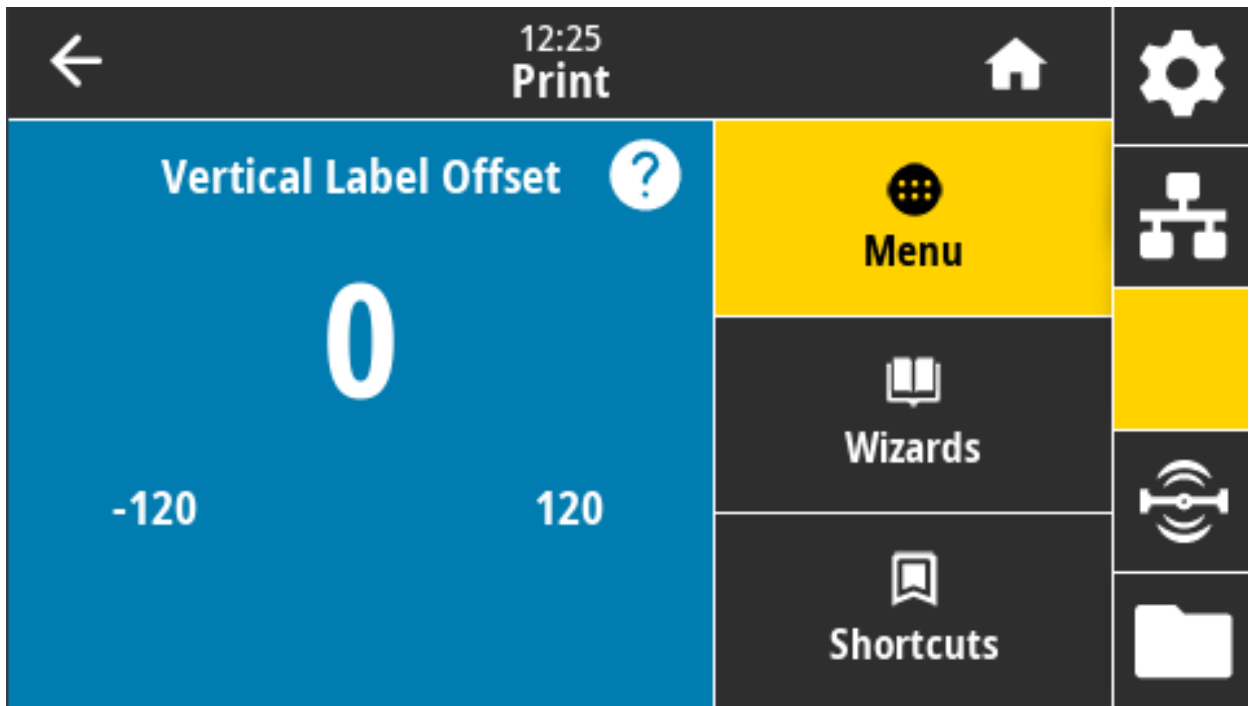 12:25
Print
Vertical Label Offset ?
0
-120 120
Menu
Wizards
Shortcuts